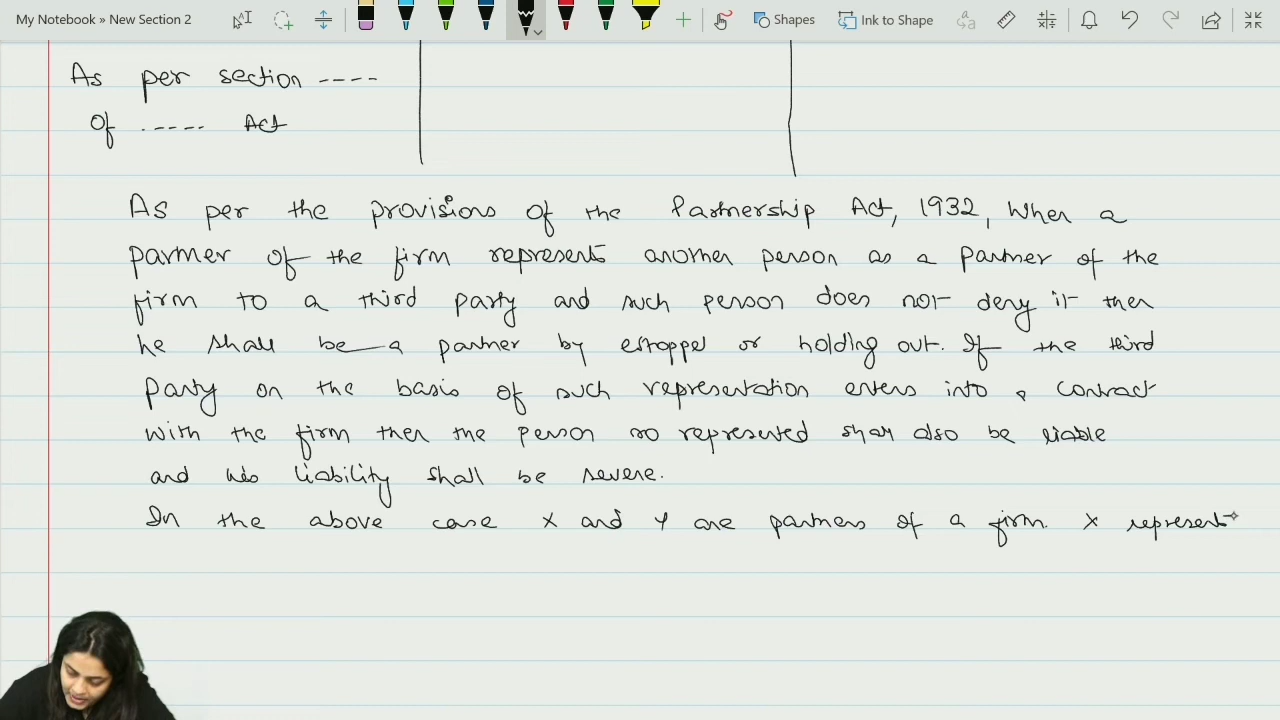 My Notebook » New Section 2
Shapes
Ink to Shape
As per section ----
Of ----- Act
As per the provisions of the Partnership Act, 1932, When a
partner of the firm represents another person as a partner of the
firm to a third party and such person does not deny it then
he shall be a partner by estoppel or holding out. If the third
Party on the basis of such representation enters into a contract
with the firm then the person so represented shall also be liable
and his liability shall be severe.
In the above case X and Y are partners of a firm. X represent